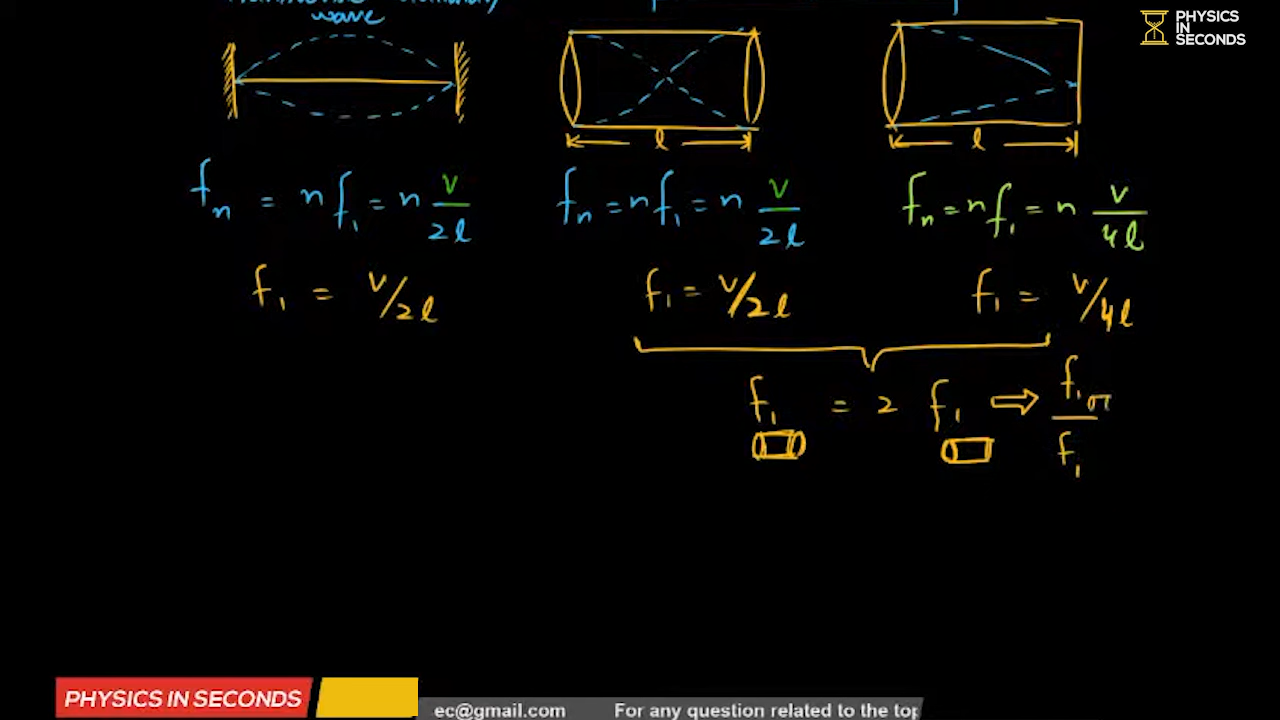 wave
PHYSICS
IN
SECONDS
l
l
fn = nf1 = n v/2l
fn = nf1 = n v/2l
fn = nf1 = n v/4l
f1 = v/2l
f1 = v/2l
f1 = v/4l
f1 = 2 f1 ⇒ f1or/f1
PHYSICS IN SECONDS
ec@gmail.com For any question related to the top